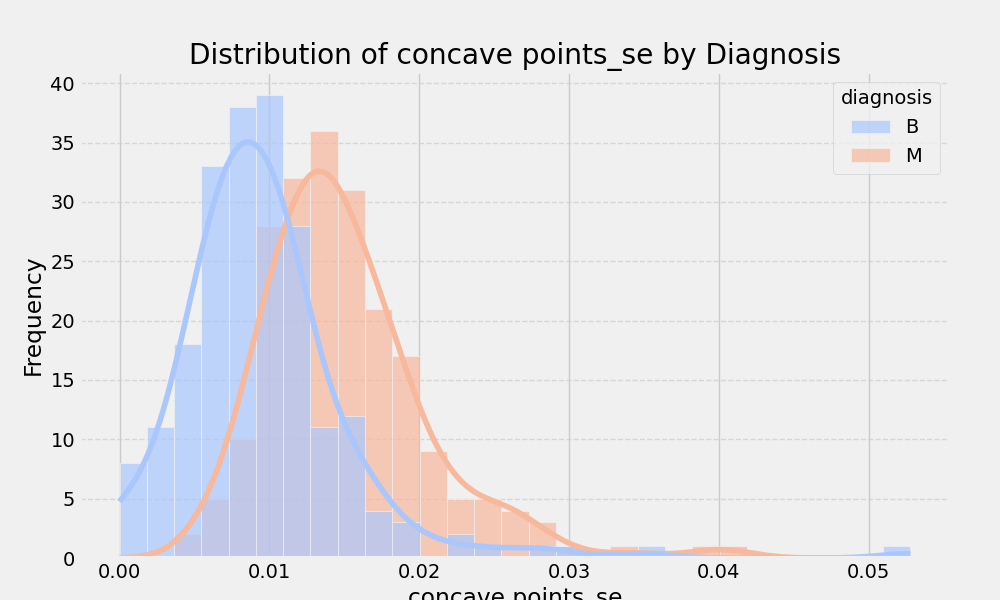 Distribution of concave points_se by Diagnosis
40
35
30
25
20
15
10
5
0
Frequency
diagnosis
B
M
0.00 0.01 0.02 0.03 0.04 0.05
concave points_se